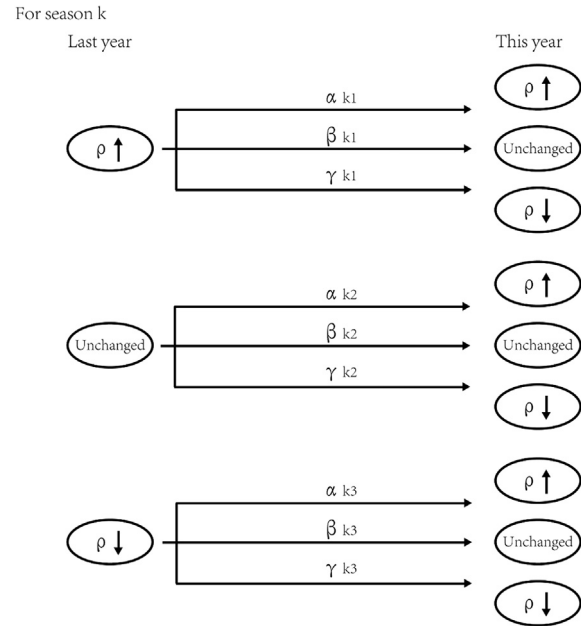 For season k
Last year This year
ρ ↑
α k1
β k1
Unchanged
ρ ↑
γ k1
ρ ↓
ρ ↑
α k2
β k2
Unchanged
Unchanged
γ k2
ρ ↓
ρ ↑
α k3
β k3
Unchanged
ρ ↓
γ k3
ρ ↓